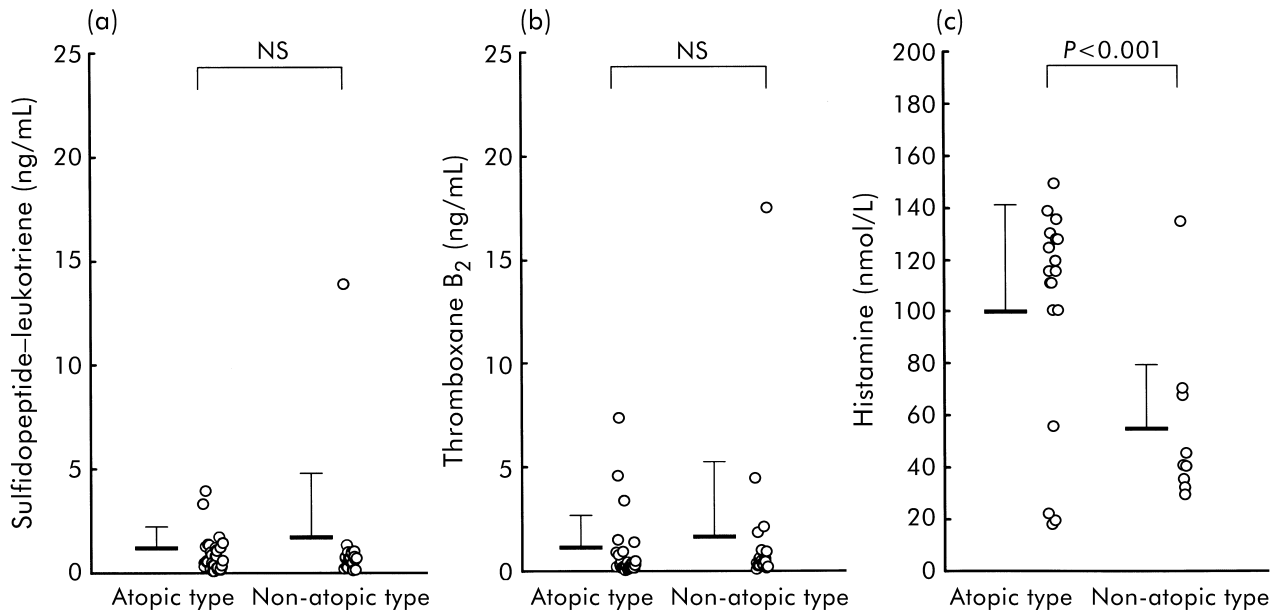 (a)
NS
Sulfidopeptide–leukotriene (ng/mL)
25
20
15
10
5
0
Atopic type
Non-atopic type
(b)
NS
Thromboxane B2 (ng/mL)
25
20
15
10
5
0
Atopic type
Non-atopic type
(c)
P<0.001
Histamine (nmol/L)
200
180
160
140
120
100
80
60
40
20
0
Atopic type
Non-atopic type